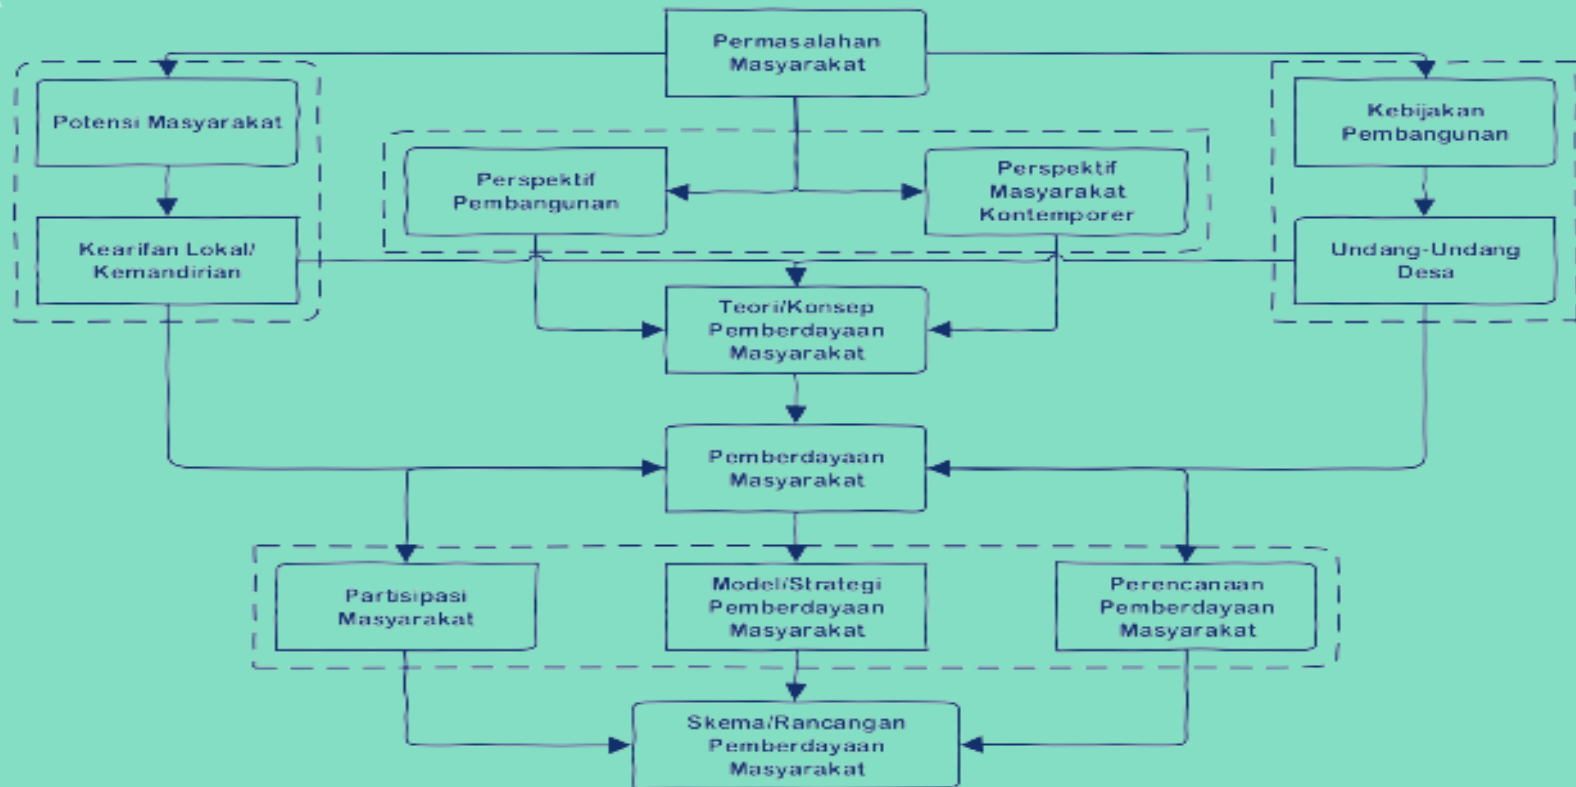 Permasalahan
Masyarakat
Potensi Masyarakat
Kebijakan
Pembangunan
Perspektif
Pembangunan
Perspektif
Masyarakat
Kontemporer
Kearifan Lokal/
Kemandirian
Undang-Undang
Desa
Teori/Konsep
Pemberdayaan
Masyarakat
Pemberdayaan
Masyarakat
Partisipasi
Masyarakat
Model/Strategi
Pemberdayaan
Masyarakat
Perencanaan
Pemberdayaan
Masyarakat
Skema/Rancangan
Pemberdayaan
Masyarakat